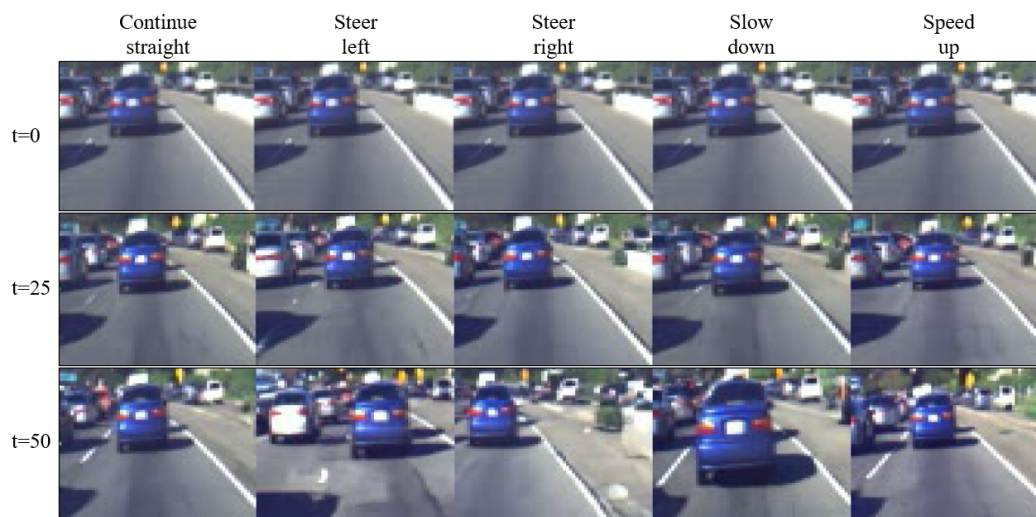 Continue
straight
Steer
left
Steer
right
Slow
down
Speed
up
t=0
t=25
t=50